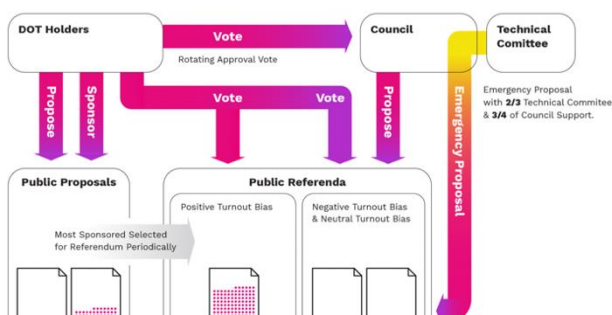 DOT Holders
Vote
Rotating Approval Vote
Council
Technical
Comittee
Propose
Sponsor
Vote
Vote
Propose
Emergency Proposal
Emergency Proposal
with 2/3 Technical Commitee
& 3/4 of Council Support.
Public Proposals
Public Referenda
Positive Turnout Bias
Negative Turnout Bias
& Neutral Turnout Bias
Most Sponsored Selected
for Referendum Periodically